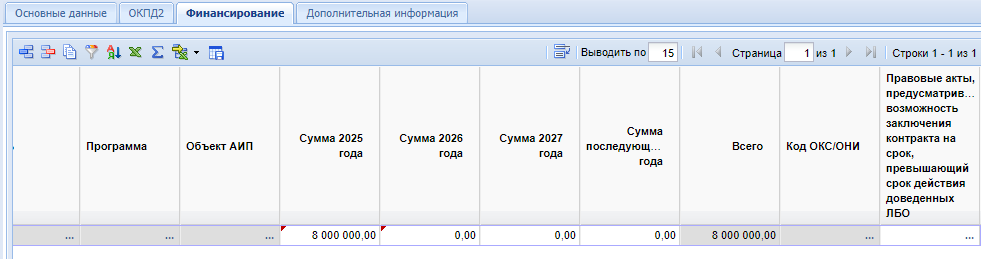 Основные данные ОКПД2 Финансирование Дополнительная информация
Выводить по 15 Страница 1 из 1 Строки 1 - 1 из 1
Программа
Объект АИП
Сумма 2025
года
Сумма 2026
года
Сумма 2027
года
Сумма
последующ...
года
Всего
Код ОКС/ОНИ
Правовые акты,
предусматрив...
возможность
заключения
контракта на
срок,
превышающий
срок действия
доведенных
ЛБО
... ... ... 8 000 000,00 0,00 0,00 0,00 8 000 000,00 ... ...